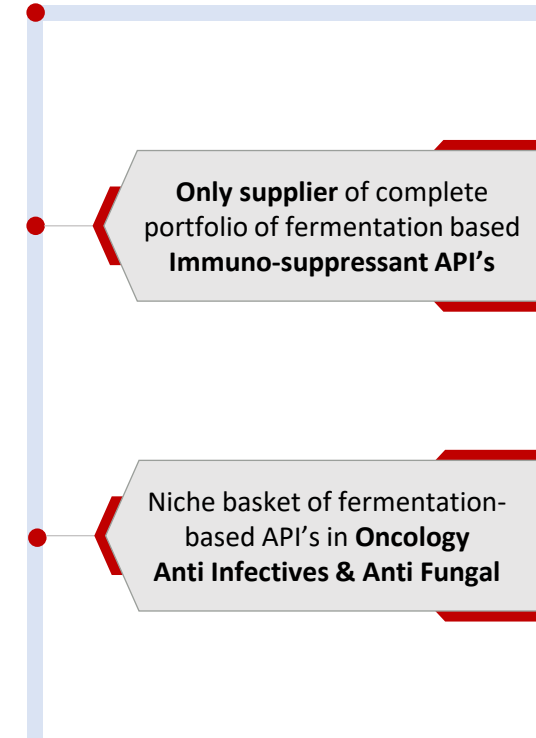 Only supplier of complete
portfolio of fermentation based
Immuno-suppressant API’s
Niche basket of fermentation-
based API’s in Oncology
Anti Infectives & Anti Fungal